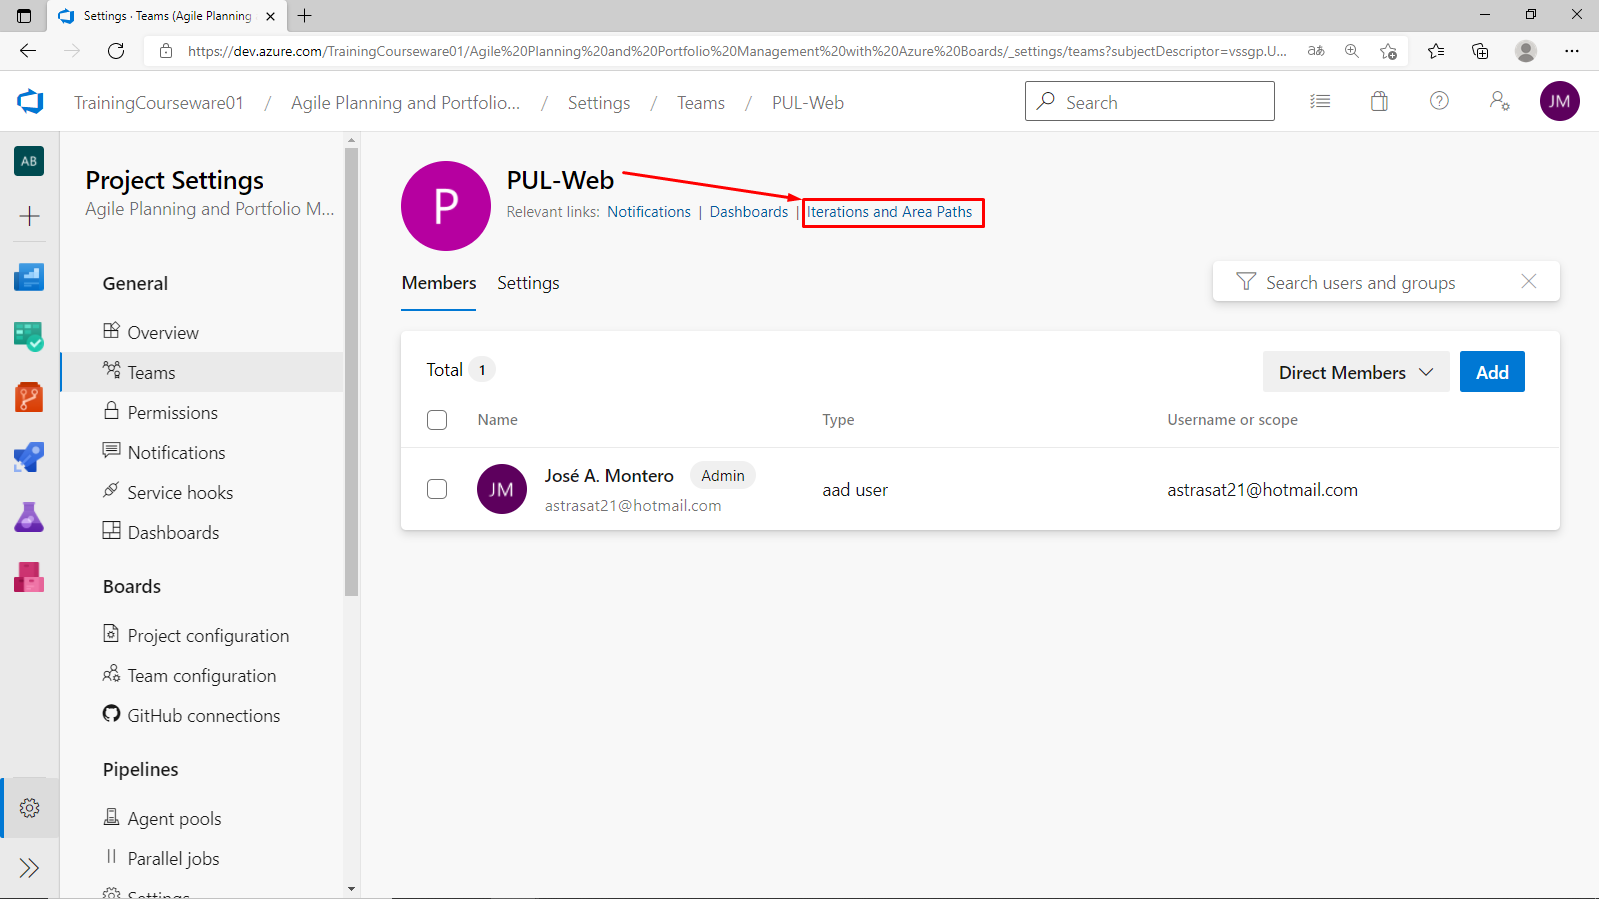 Settings · Teams (Agile Planning
https://dev.azure.com/TrainingCourseware01/Agile%20Planning%20and%20Portfolio%20Management%20with%20Azure%20Boards/_settings/teams?subjectDescriptor=vssgp.U...
aあ
TrainingCourseware01 / Agile Planning and Portfolio... / Settings / Teams / PUL-Web
Search
JM
AB
Project Settings
Agile Planning and Portfolio M...
General
Overview
Teams
Permissions
Notifications
Service hooks
Dashboards
Boards
Project configuration
Team configuration
GitHub connections
Pipelines
Agent pools
Parallel jobs
Settings
P
PUL-Web
Relevant links: Notifications | Dashboards | Iterations and Area Paths
Members Settings
Search users and groups
Total 1
Direct Members
Add
Name Type Username or scope
JM
José A. Montero Admin
astrasat21@hotmail.com
aad user
astrasat21@hotmail.com